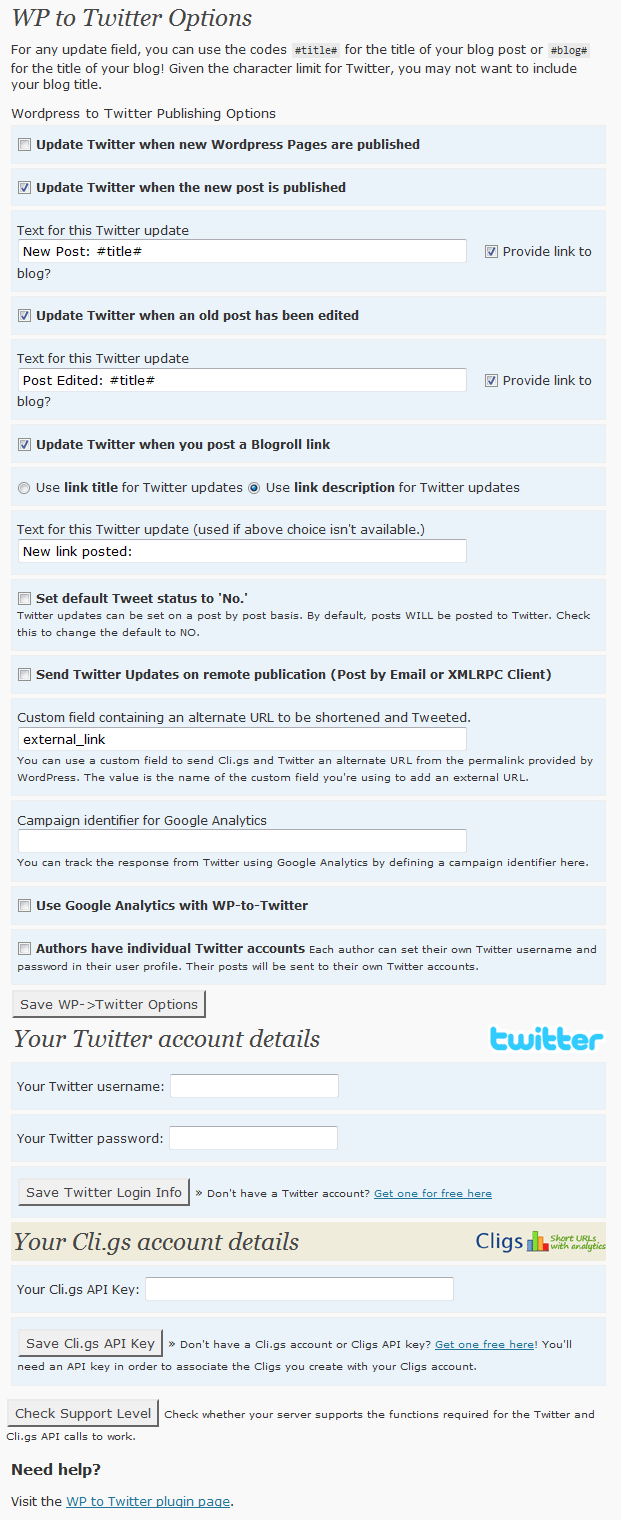 WP to Twitter Options
For any update field, you can use the codes #title# for the title of your blog post or #blog#
for the title of your blog! Given the character limit for Twitter, you may not want to include
your blog title.
Wordpress to Twitter Publishing Options
Update Twitter when new Wordpress Pages are published
Update Twitter when the new post is published
Text for this Twitter update
New Post: #title# Provide link to
blog?
Update Twitter when an old post has been edited
Text for this Twitter update
Post Edited: #title# Provide link to
blog?
Update Twitter when you post a Blogroll link
Use link title for Twitter updates Use link description for Twitter updates
Text for this Twitter update (used if above choice isn't available.)
New link posted:
Set default Tweet status to 'No.'
Twitter updates can be set on a post by post basis. By default, posts WILL be posted to Twitter. Check
this to change the default to NO.
Send Twitter Updates on remote publication (Post by Email or XMLRPC Client)
Custom field containing an alternate URL to be shortened and Tweeted.
external_link
You can use a custom field to send Cli.gs and Twitter an alternate URL from the permalink provided by
WordPress. The value is the name of the custom field you're using to add an external URL.
Campaign identifier for Google Analytics
You can track the response from Twitter using Google Analytics by defining a campaign identifier here.
Use Google Analytics with WP-to-Twitter
Authors have individual Twitter accounts Each author can set their own Twitter username and
password in their user profile. Their posts will be sent to their own Twitter accounts.
Save WP->Twitter Options
Your Twitter account details twitter
Your Twitter username:
Your Twitter password:
Save Twitter Login Info » Don't have a Twitter account? Get one for free here
Your Cli.gs account details Cligs Short URLs
with analytics
Your Cli.gs API Key:
Save Cli.gs API Key » Don't have a Cli.gs account or Cligs API key? Get one free here! You'll
need an API key in order to associate the Cligs you create with your Cligs account.
Check Support Level Check whether your server supports the functions required for the Twitter and
Cli.gs API calls to work.
Need help?
Visit the WP to Twitter plugin page.